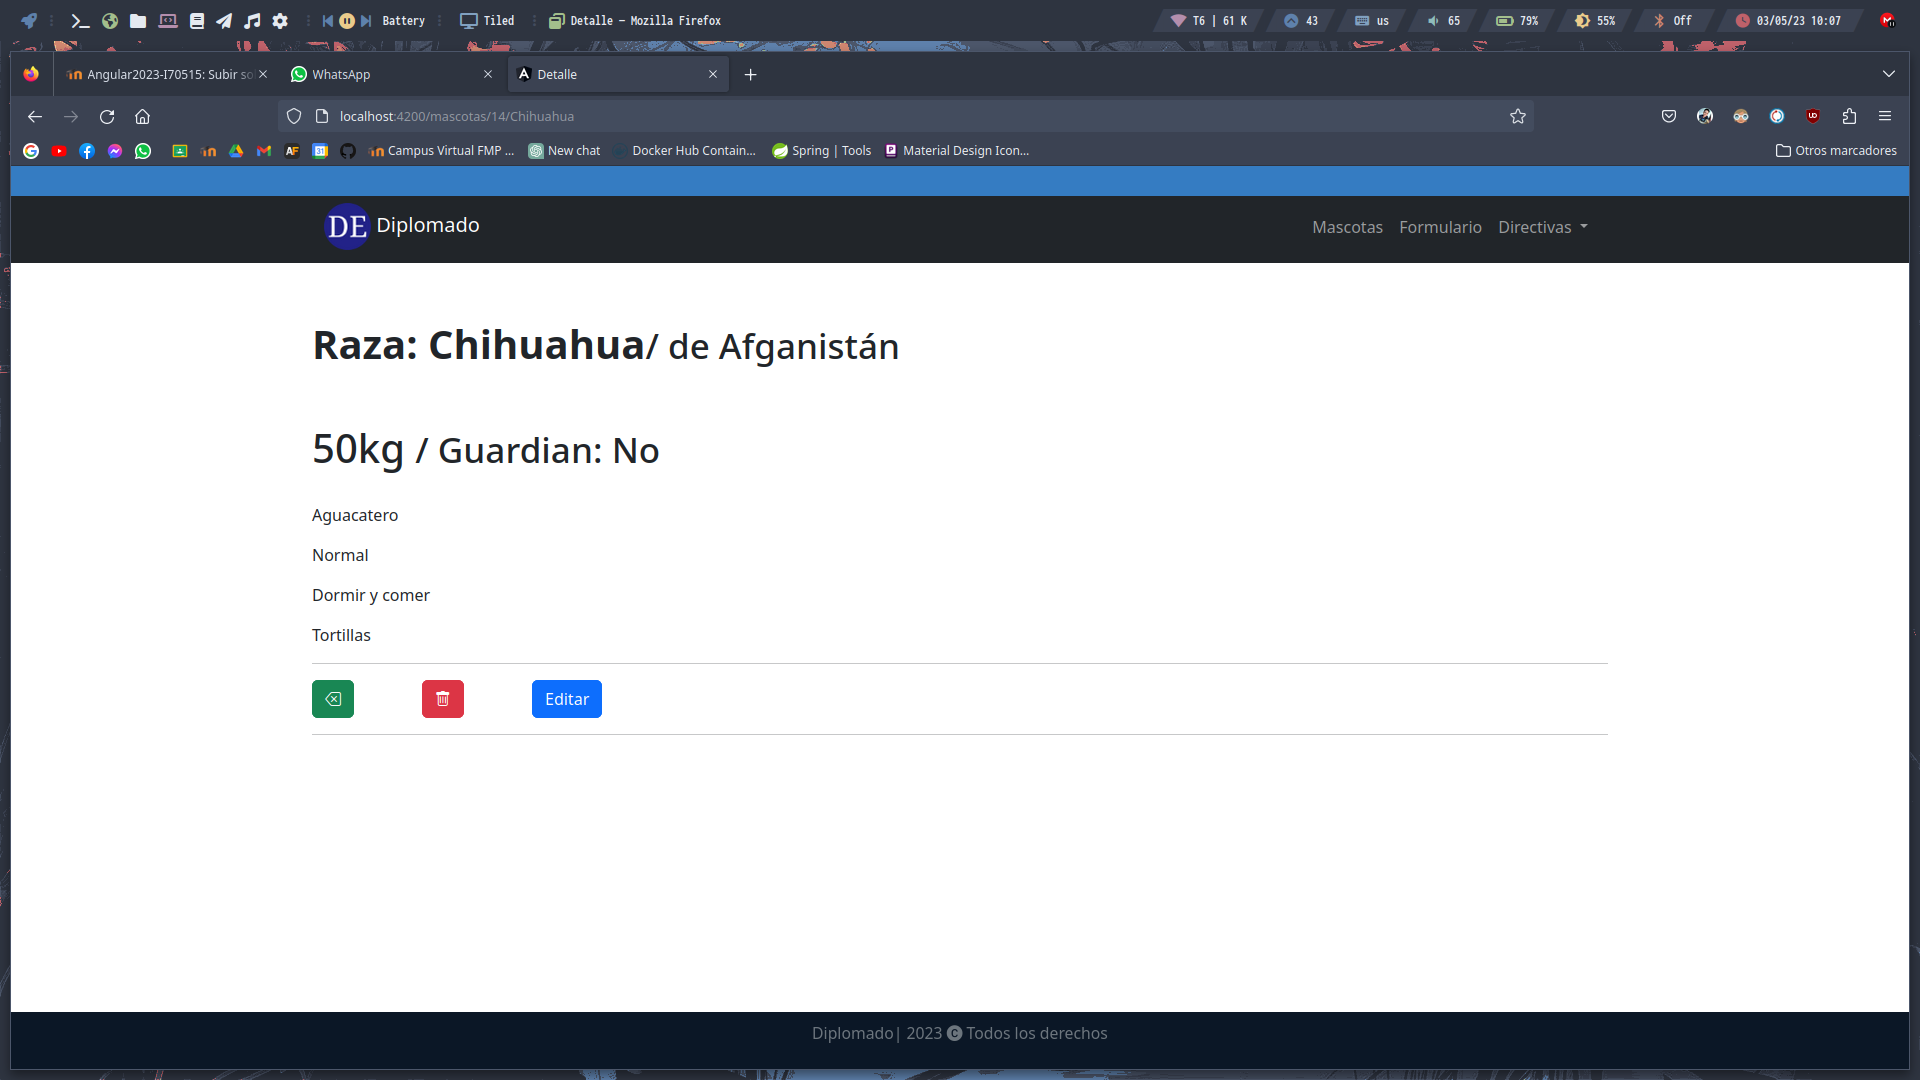 Battery Tiled Detalle — Mozilla Firefox T6 | 61 K 43 us 65 79% 55% Off 03/05/23 10:07
Angular2023-I70515: Subir so WhatsApp Detalle
localhost:4200/mascotas/14/Chihuahua
Campus Virtual FMP ... New chat Docker Hub Contain... Spring | Tools Material Design Icon... Otros marcadores
DE Diplomado Mascotas Formulario Directivas
Raza: Chihuahua/ de Afganistán
50kg / Guardian: No
Aguacatero
Normal
Dormir y comer
Tortillas
Editar
Diplomado| 2023 Todos los derechos